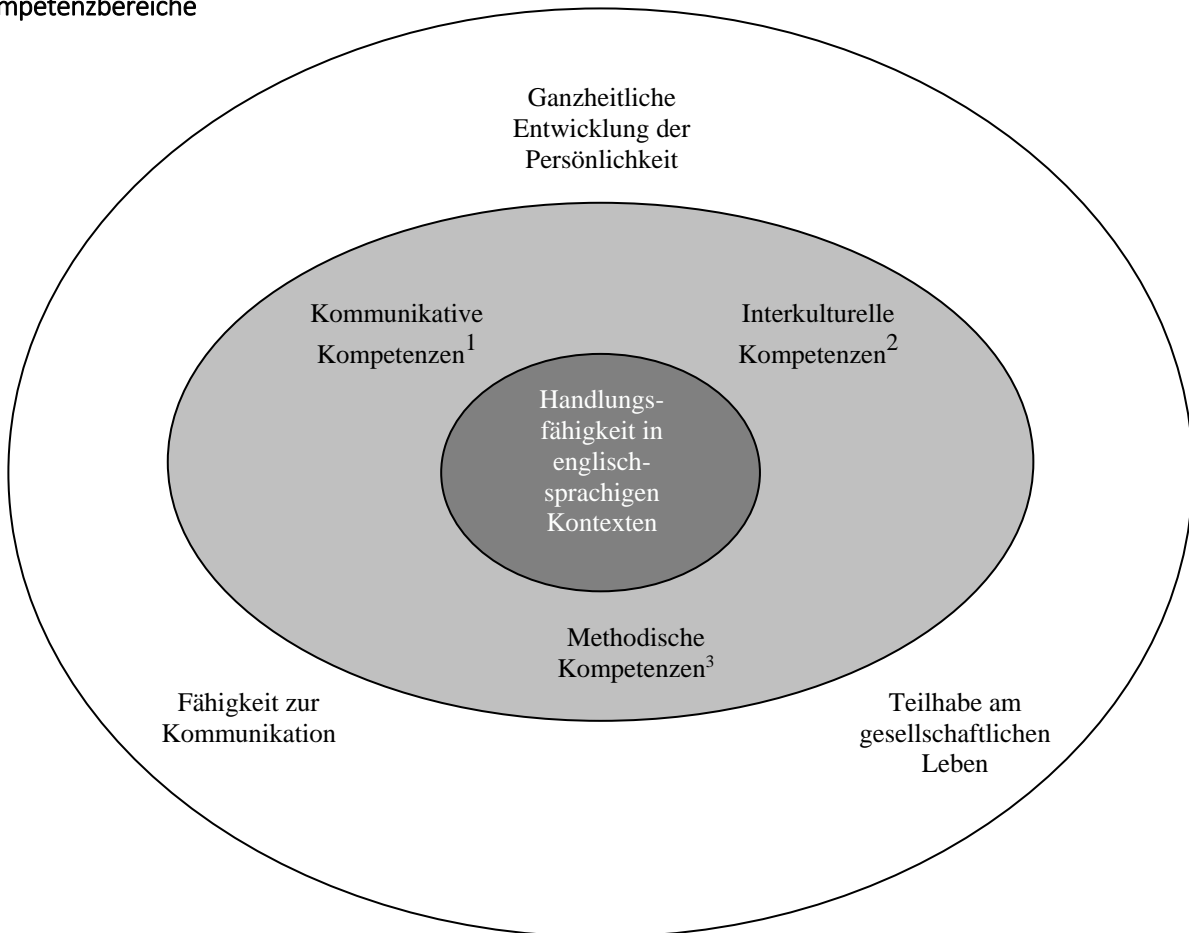 mpetenzbereiche
Ganzheitliche
Entwicklung der
Persönlichkeit
Kommunikative
Kompetenzen1
Interkulturelle
Kompetenzen2
Handlungs-
fähigkeit in
englisch-
sprachigen
Kontexten
Methodische
Kompetenzen3
Fähigkeit zur
Kommunikation
Teilhabe am
gesellschaftlichen
Leben